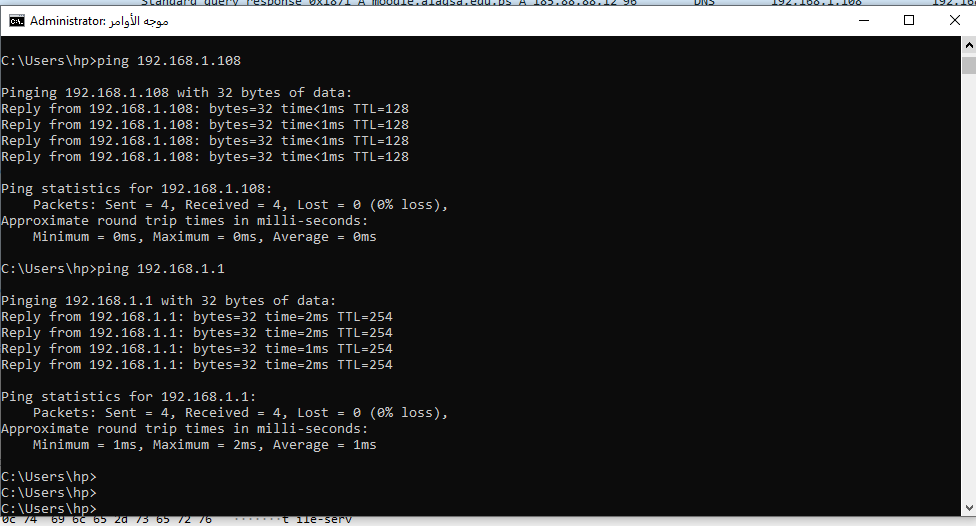 Standard query response 0x1871 A moodle.alaqsa.edu.ps A 185.88.88.12 96 DNS 192.168.1.108
Administrator: موجه الأوامر
C:\Users\hp>ping 192.168.1.108
Pinging 192.168.1.108 with 32 bytes of data:
Reply from 192.168.1.108: bytes=32 time<1ms TTL=128
Reply from 192.168.1.108: bytes=32 time<1ms TTL=128
Reply from 192.168.1.108: bytes=32 time<1ms TTL=128
Reply from 192.168.1.108: bytes=32 time<1ms TTL=128
Ping statistics for 192.168.1.108:
Packets: Sent = 4, Received = 4, Lost = 0 (0% loss),
Approximate round trip times in milli-seconds:
Minimum = 0ms, Maximum = 0ms, Average = 0ms
C:\Users\hp>ping 192.168.1.1
Pinging 192.168.1.1 with 32 bytes of data:
Reply from 192.168.1.1: bytes=32 time=2ms TTL=254
Reply from 192.168.1.1: bytes=32 time=2ms TTL=254
Reply from 192.168.1.1: bytes=32 time=1ms TTL=254
Reply from 192.168.1.1: bytes=32 time=2ms TTL=254
Ping statistics for 192.168.1.1:
Packets: Sent = 4, Received = 4, Lost = 0 (0% loss),
Approximate round trip times in milli-seconds:
Minimum = 1ms, Maximum = 2ms, Average = 1ms
C:\Users\hp>
C:\Users\hp>
C:\Users\hp>
0c 74 69 6c 65 2d 73 65 72 76 ·······t ile-serv